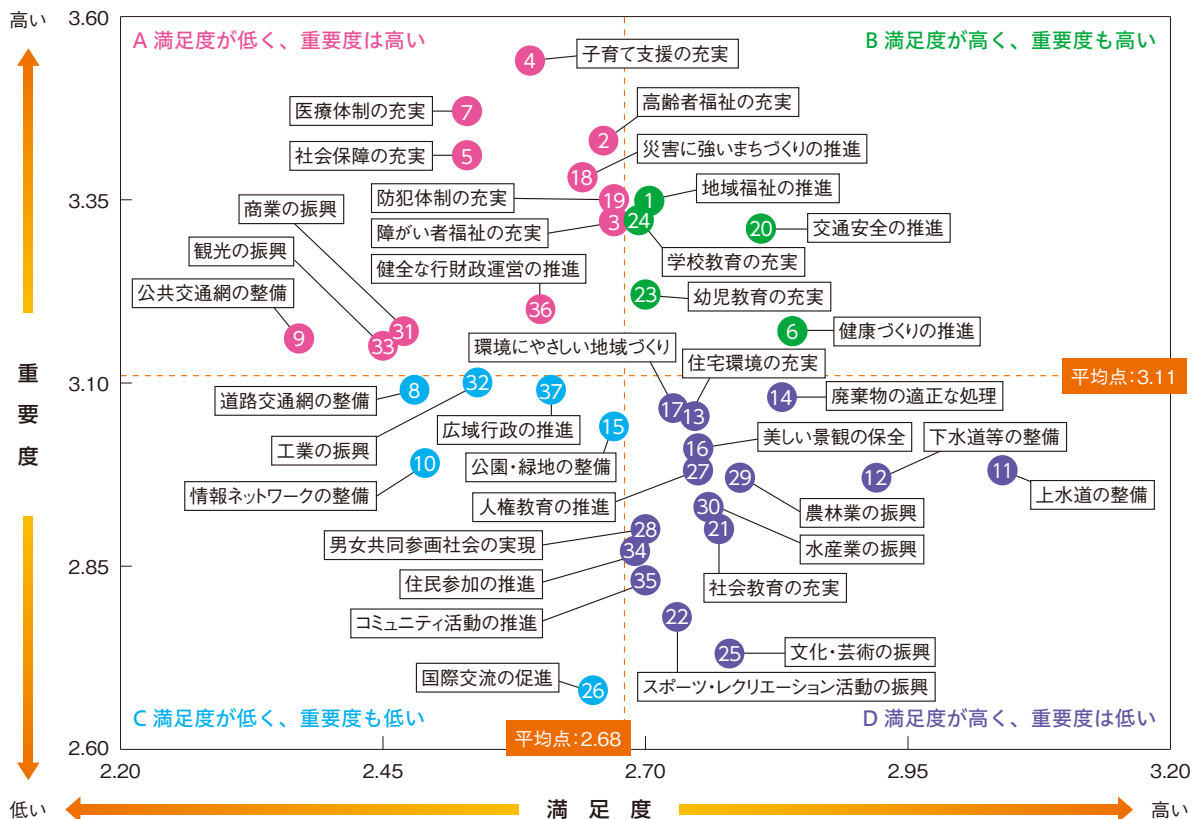 高い
3.60
A 満足度が低く、重要度は高い
B 満足度が高く、重要度も高い
4
子育て支援の充実
医療体制の充実
7
高齢者福祉の充実
2
社会保障の充実
5
災害に強いまちづくりの推進
18
防犯体制の充実
19
1
地域福祉の推進
3.35
商業の振興
障がい者福祉の充実
3
24
20
交通安全の推進
観光の振興
学校教育の充実
健全な行財政運営の推進
公共交通網の整備
36
23
幼児教育の充実
9
33
31
6
健康づくりの推進
環境にやさしい地域づくり
住宅環境の充実
重要度
3.10
平均点:3.11
道路交通網の整備
8
32
37
14
廃棄物の適正な処理
17
13
広域行政の推進
15
工業の振興
16
美しい景観の保全
下水道等の整備
公園・緑地の整備
10
27
29
12
11
情報ネットワークの整備
上水道の整備
人権教育の推進
30
農林業の振興
男女共同参画社会の実現
28
21
水産業の振興
34
2.85
住民参加の推進
35
社会教育の充実
コミュニティ活動の推進
22
25
文化・芸術の振興
国際交流の促進
26
スポーツ・レクリエーション活動の振興
C 満足度が低く、重要度も低い
D 満足度が高く、重要度は低い
平均点:2.68
2.60
2.20
2.45
2.70
2.95
3.20
低い
満足度
高い